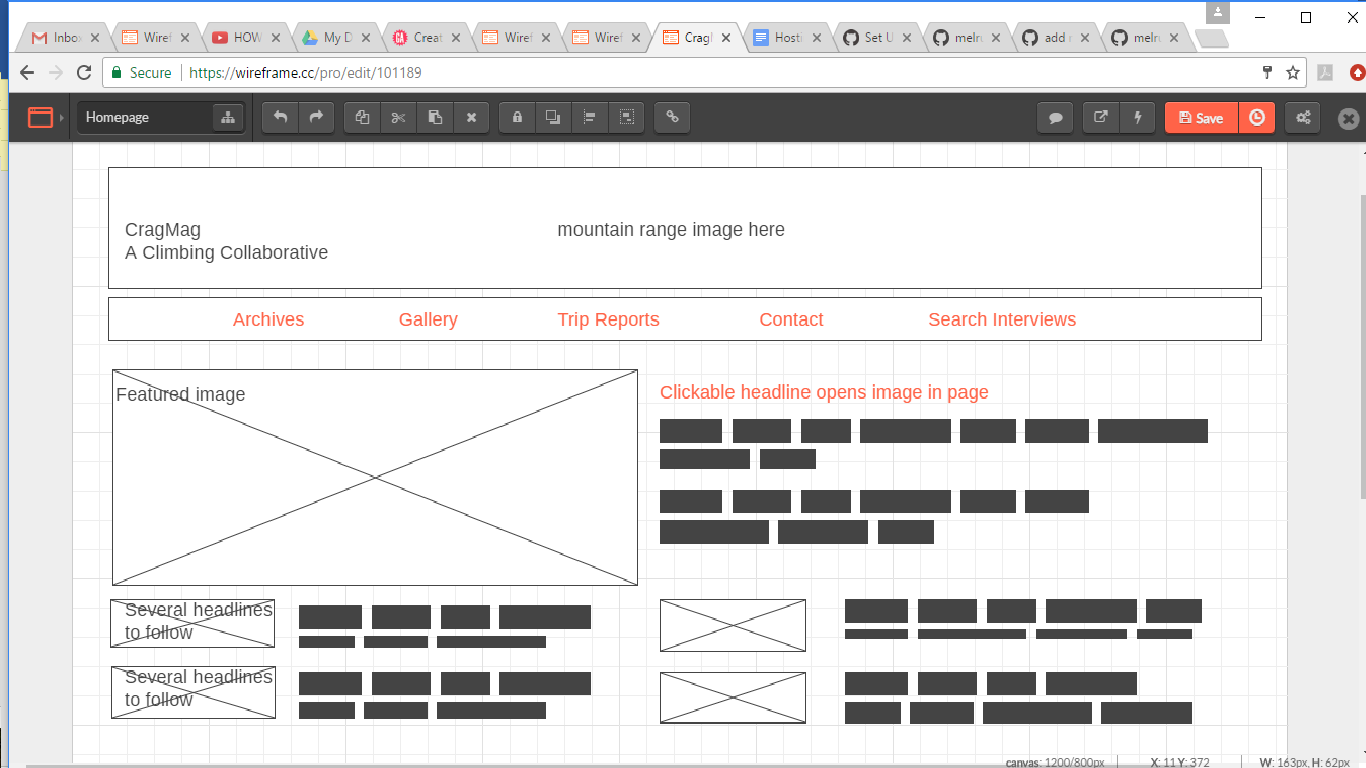 Inbox
Wiref
HOW
My D
Creat
Wiref
Wiref
Cragl
Hosti
Set U
melru
add
melru
Secure https://wireframe.cc/pro/edit/101189
Homepage
Save
CragMag
A Climbing Collaborative
mountain range image here
Archives Gallery Trip Reports Contact Search Interviews
Featured image
Clickable headline opens image in page
Several headlines
to follow
Several headlines
to follow
canvas: 1200/800px X: 11 Y: 372 W: 163px, H: 62px